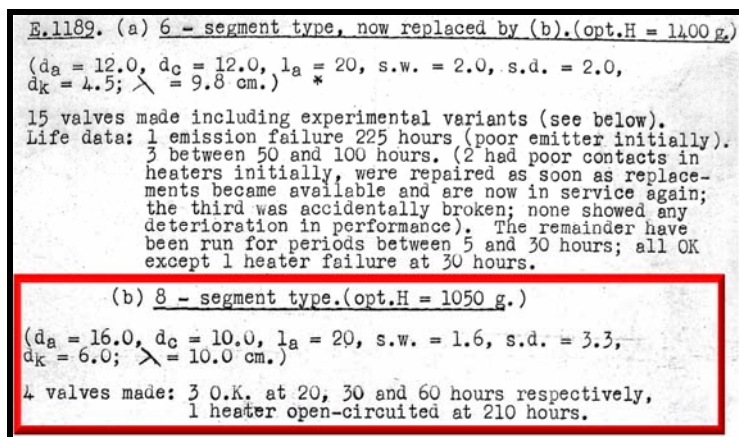 E.1189. (a) 6 - segment type, now replaced by (b).(opt.H = 1400 g.)
(da = 12.0, dc = 12.0, la = 20, s.w. = 2.0, s.d. = 2.0,
dk = 4.5; λ = 9.8 cm.) *
15 valves made including experimental variants (see below).
Life data: 1 emission failure 225 hours (poor emitter initially).
3 between 50 and 100 hours. (2 had poor contacts in
heaters initially, were repaired as soon as replace-
ments became available and are now in service again;
the third was accidentally broken; none showed any
deterioration in performance). The remainder have
been run for periods between 5 and 30 hours; all OK
except 1 heater failure at 30 hours.
(b) 8 - segment type.(opt.H = 1050 g.)
(da = 16.0, dc = 10.0, la = 20, s.w. = 1.6, s.d. = 3.3,
dk = 6.0; λ = 10.0 cm.)
4 valves made: 3 O.K. at 20, 30 and 60 hours respectively,
1 heater open-circuited at 210 hours.